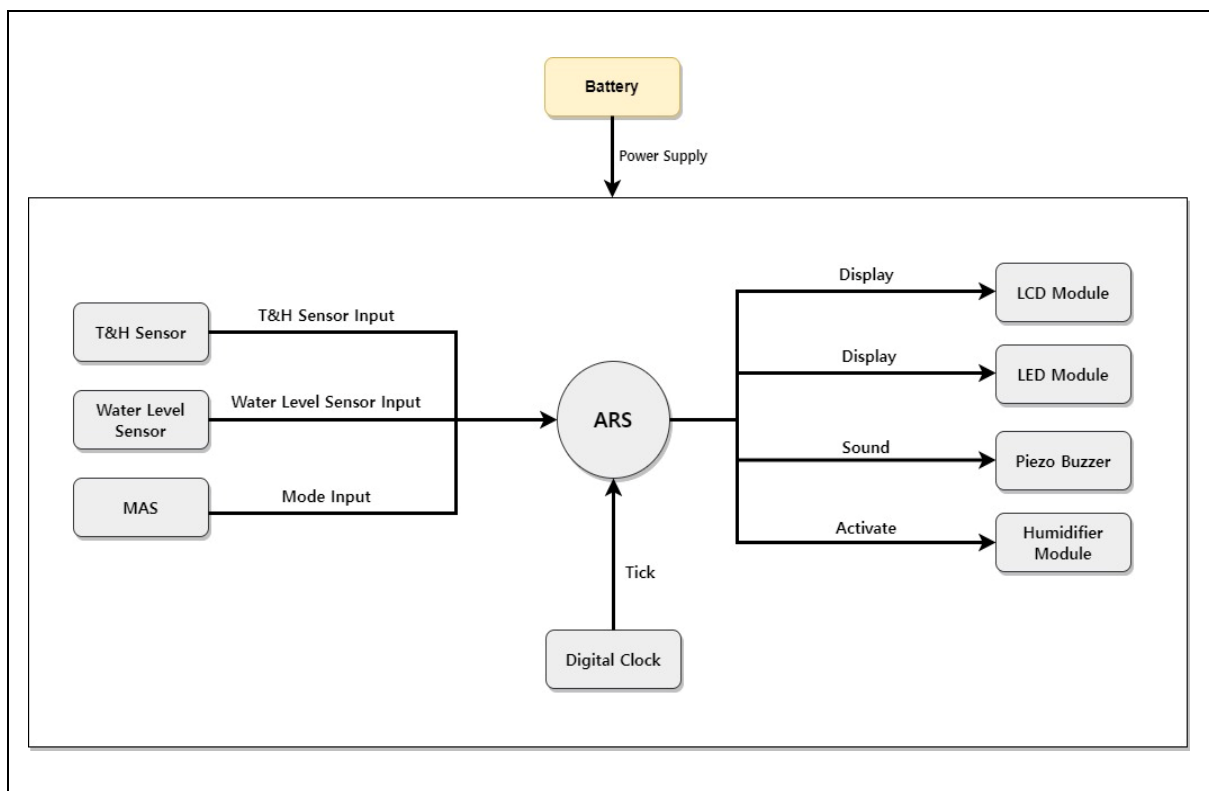 Battery
Power Supply
Display
LCD Module
T&H Sensor Input
T&H Sensor
Display
LED Module
Water Level
Sensor
Water Level Sensor Input
ARS
Sound
Piezo Buzzer
MAS
Mode Input
Activate
Humidifier
Module
Tick
Digital Clock